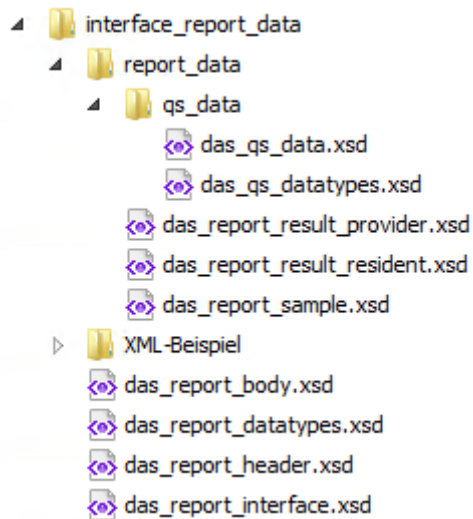 interface_report_data
report_data
qs_data
das_qs_data.xsd
das_qs_datatypes.xsd
das_report_result_provider.xsd
das_report_result_resident.xsd
das_report_sample.xsd
XML-Beispiel
das_report_body.xsd
das_report_datatypes.xsd
das_report_header.xsd
das_report_interface.xsd